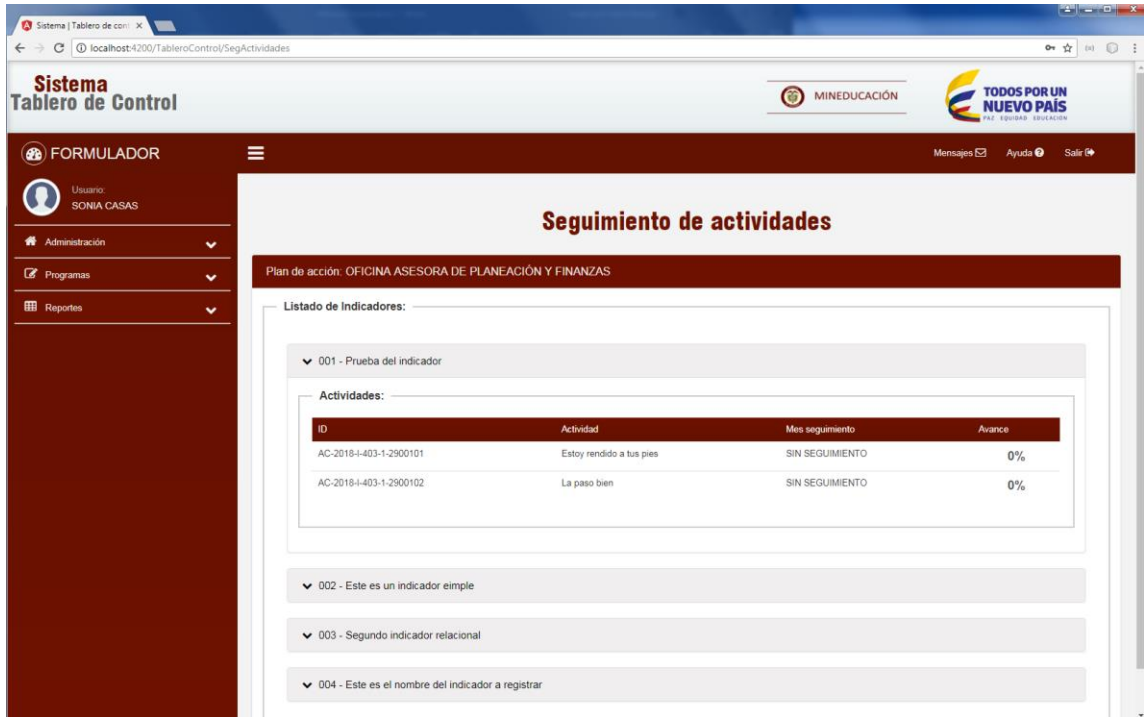 Sistema | Tablero de con
localhost:4200/TableroControl/SegActividades
Sistema
Tablero de Control
MINEDUCACIÓN
TODOS POR UN
NUEVO PAÍS
PAZ EQUIDAD EDUCACIÓN
FORMULADOR
Mensajes Ayuda Salir
Usuario:
SONIA CASAS
Administración
Programas
Reportes
Seguimiento de actividades
Plan de acción: OFICINA ASESORA DE PLANEACIÓN Y FINANZAS
Listado de Indicadores:
001 - Prueba del indicador
Actividades:
ID Actividad Mes seguimiento Avance
AC-2018-I-403-1-2900101 Estoy rendido a tus pies SIN SEGUIMIENTO 0%
AC-2018-I-403-1-2900102 La paso bien SIN SEGUIMIENTO 0%
002 - Este es un indicador eimple
003 - Segundo indicador relacional
004 - Este es el nombre del indicador a registrar